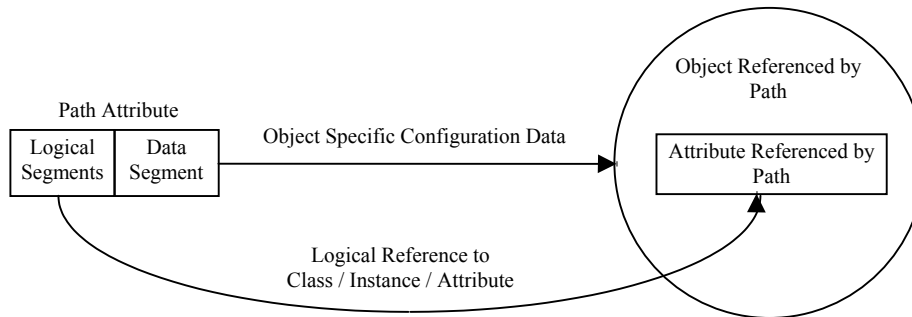 Object Referenced by
Path
Path Attribute
Logical
Segments
Data
Segment
Object Specific Configuration Data
Attribute Referenced by
Path
Logical Reference to
Class / Instance / Attribute